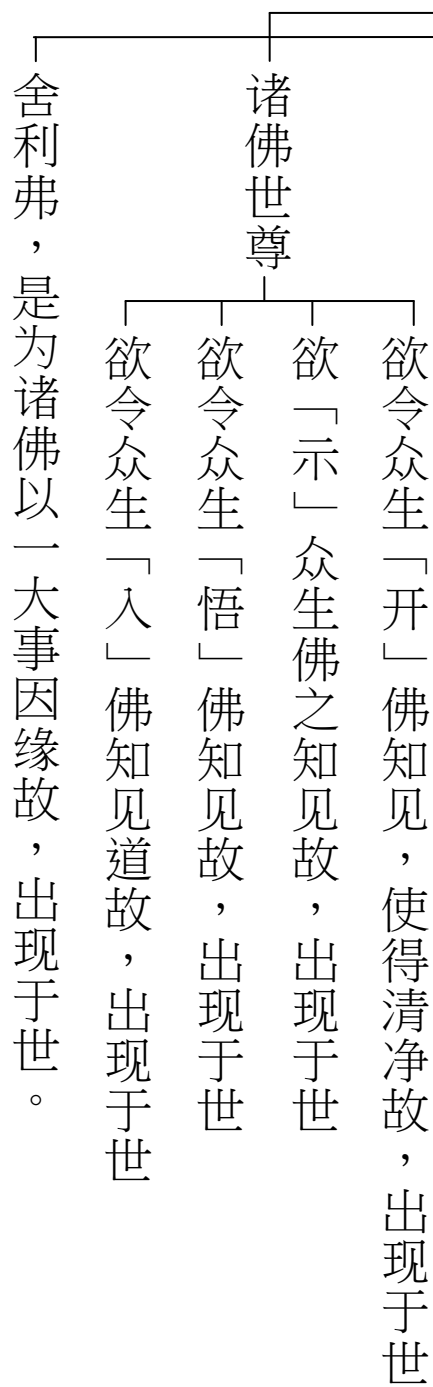 诸佛世尊
欲令众生「开」佛知见，使得清净故，出现于世
欲「示」众生佛之知见故，出现于世
欲令众生「悟」佛知见故，出现于世
欲令众生「入」佛知见道故，出现于世
舍利弗，是为诸佛以一大事因缘故，出现于世。